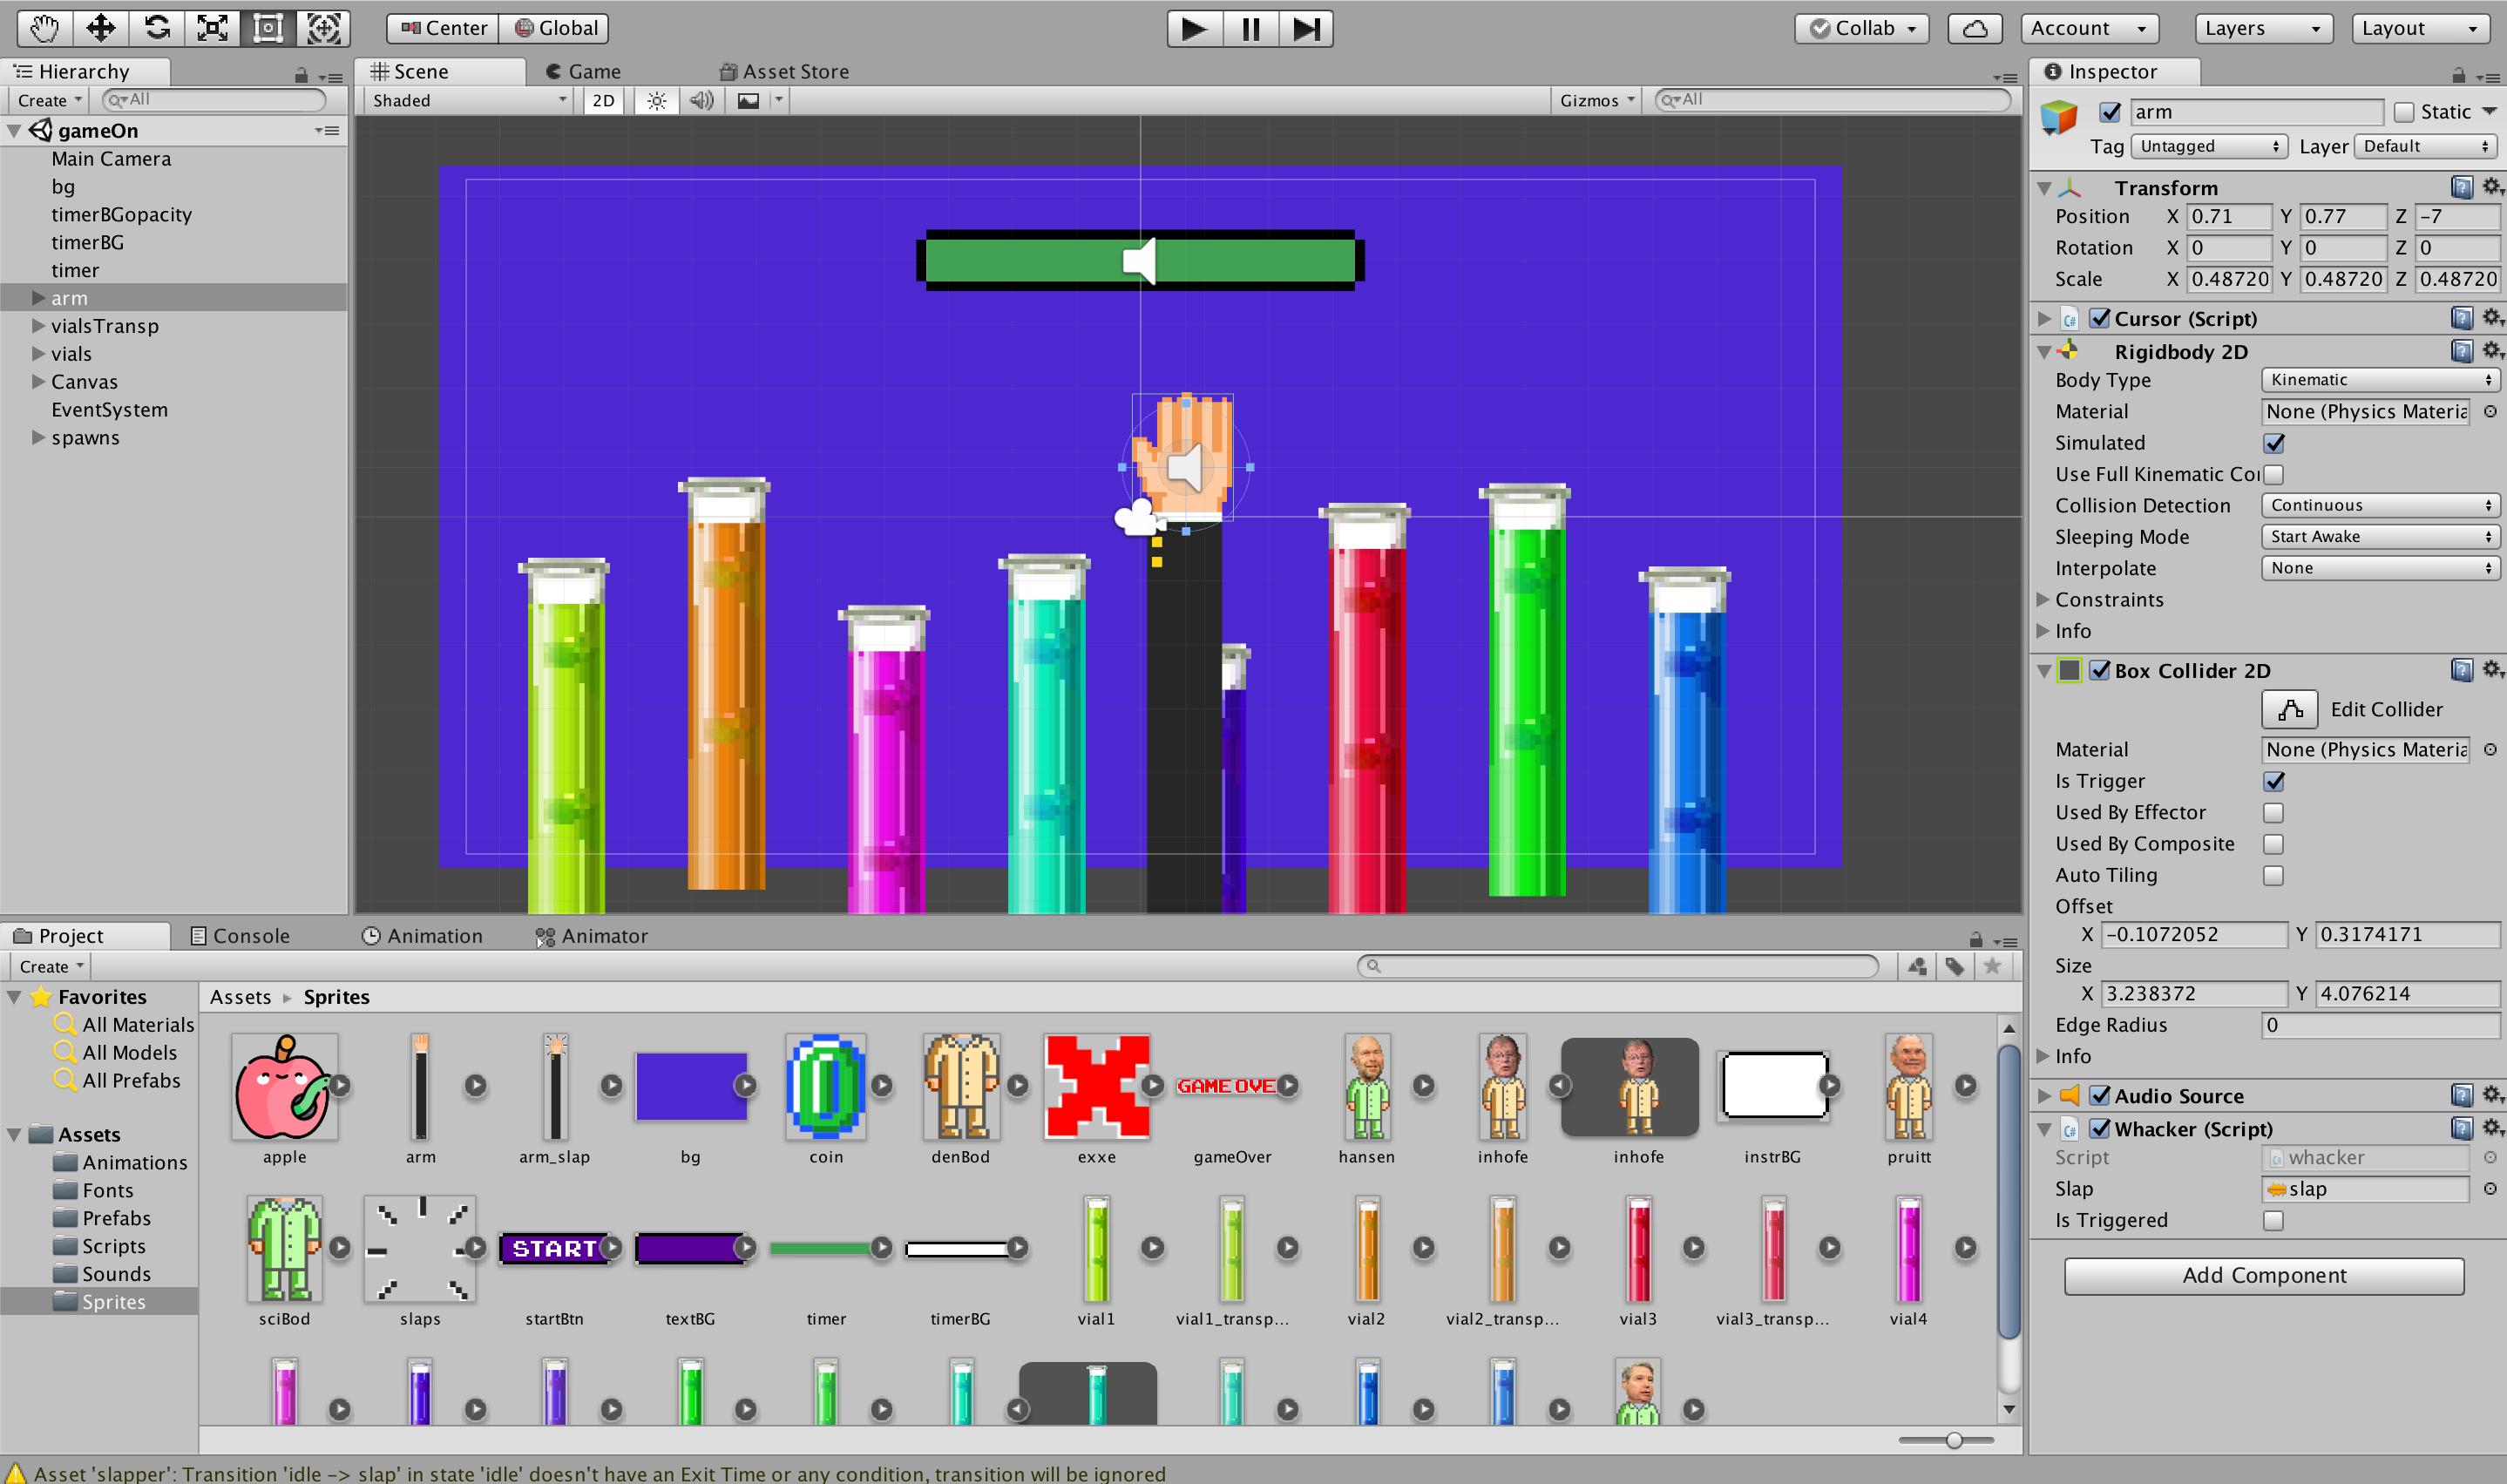 Center Global Collab Account Layers Layout
Hierarchy
Create All
gameOn
Main Camera
bg
timerBGopacity
timerBG
timer
arm
vialsTransp
vials
Canvas
EventSystem
spawns
Scene Game Asset Store
Shaded 2D Gizmos All
Inspector
arm Static
Tag Untagged Layer Default
Transform
Position X 0.71 Y 0.77 Z -7
Rotation X 0 Y 0 Z 0
Scale X 0.48720 Y 0.48720 Z 0.48720
Cursor (Script)
Rigidbody 2D
Body Type Kinematic
Material None (Physics Materia
Simulated
Use Full Kinematic Co
Collision Detection Continuous
Sleeping Mode Start Awake
Interpolate None
Constraints
Info
Box Collider 2D
Edit Collider
Material None (Physics Materia
Is Trigger
Used By Effector
Used By Composite
Auto Tiling
Offset
X -0.1072052 Y 0.3174171
Size
X 3.238372 Y 4.076214
Edge Radius 0
Info
Audio Source
Whacker (Script)
Script whacker
Slap slap
Is Triggered
Add Component
Project Console Animation Animator
Create
Favorites
All Materials
All Models
All Prefabs
Assets
Animations
Fonts
Prefabs
Scripts
Sounds
Sprites
Assets Sprites
GAME OVE
apple arm arm_slap bg coin denBod exxe gameOver hansen inhofe inhofe instrBG pruitt
START
sciBod slaps startBtn textBG timer timerBG vial1 vial1_transp... vial2 vial2_transp... vial3 vial3_transp... vial4
Asset 'slapper': Transition 'idle -> slap' in state 'idle' doesn't have an Exit Time or any condition, transition will be ignored